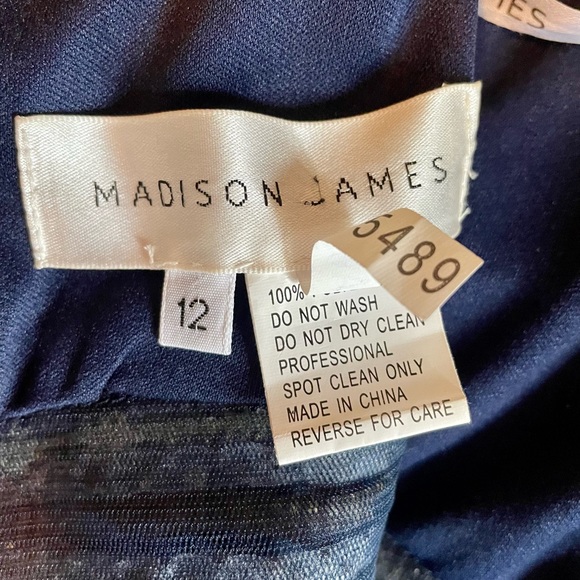 IES
MADISON JAMES
5489
12
100%
DO NOT WASH
DO NOT DRY CLEAN
PROFESSIONAL
SPOT CLEAN ONLY
MADE IN CHINA
REVERSE FOR CARE